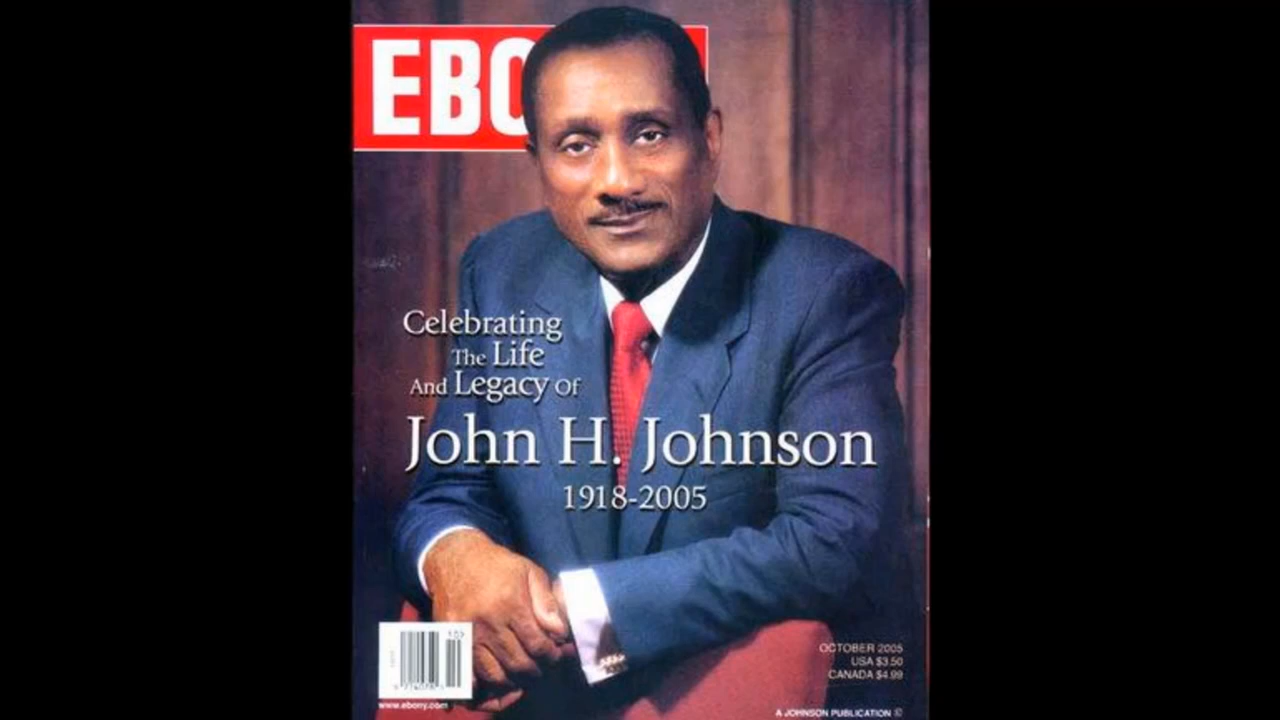 EBO
Celebrating
The Life
And Legacy Of
John H. Johnson
1918-2005
OCTOBER 2005
USA $3.50
CANADA $4.99
www.ebony.com
A JOHNSON PUBLICATION